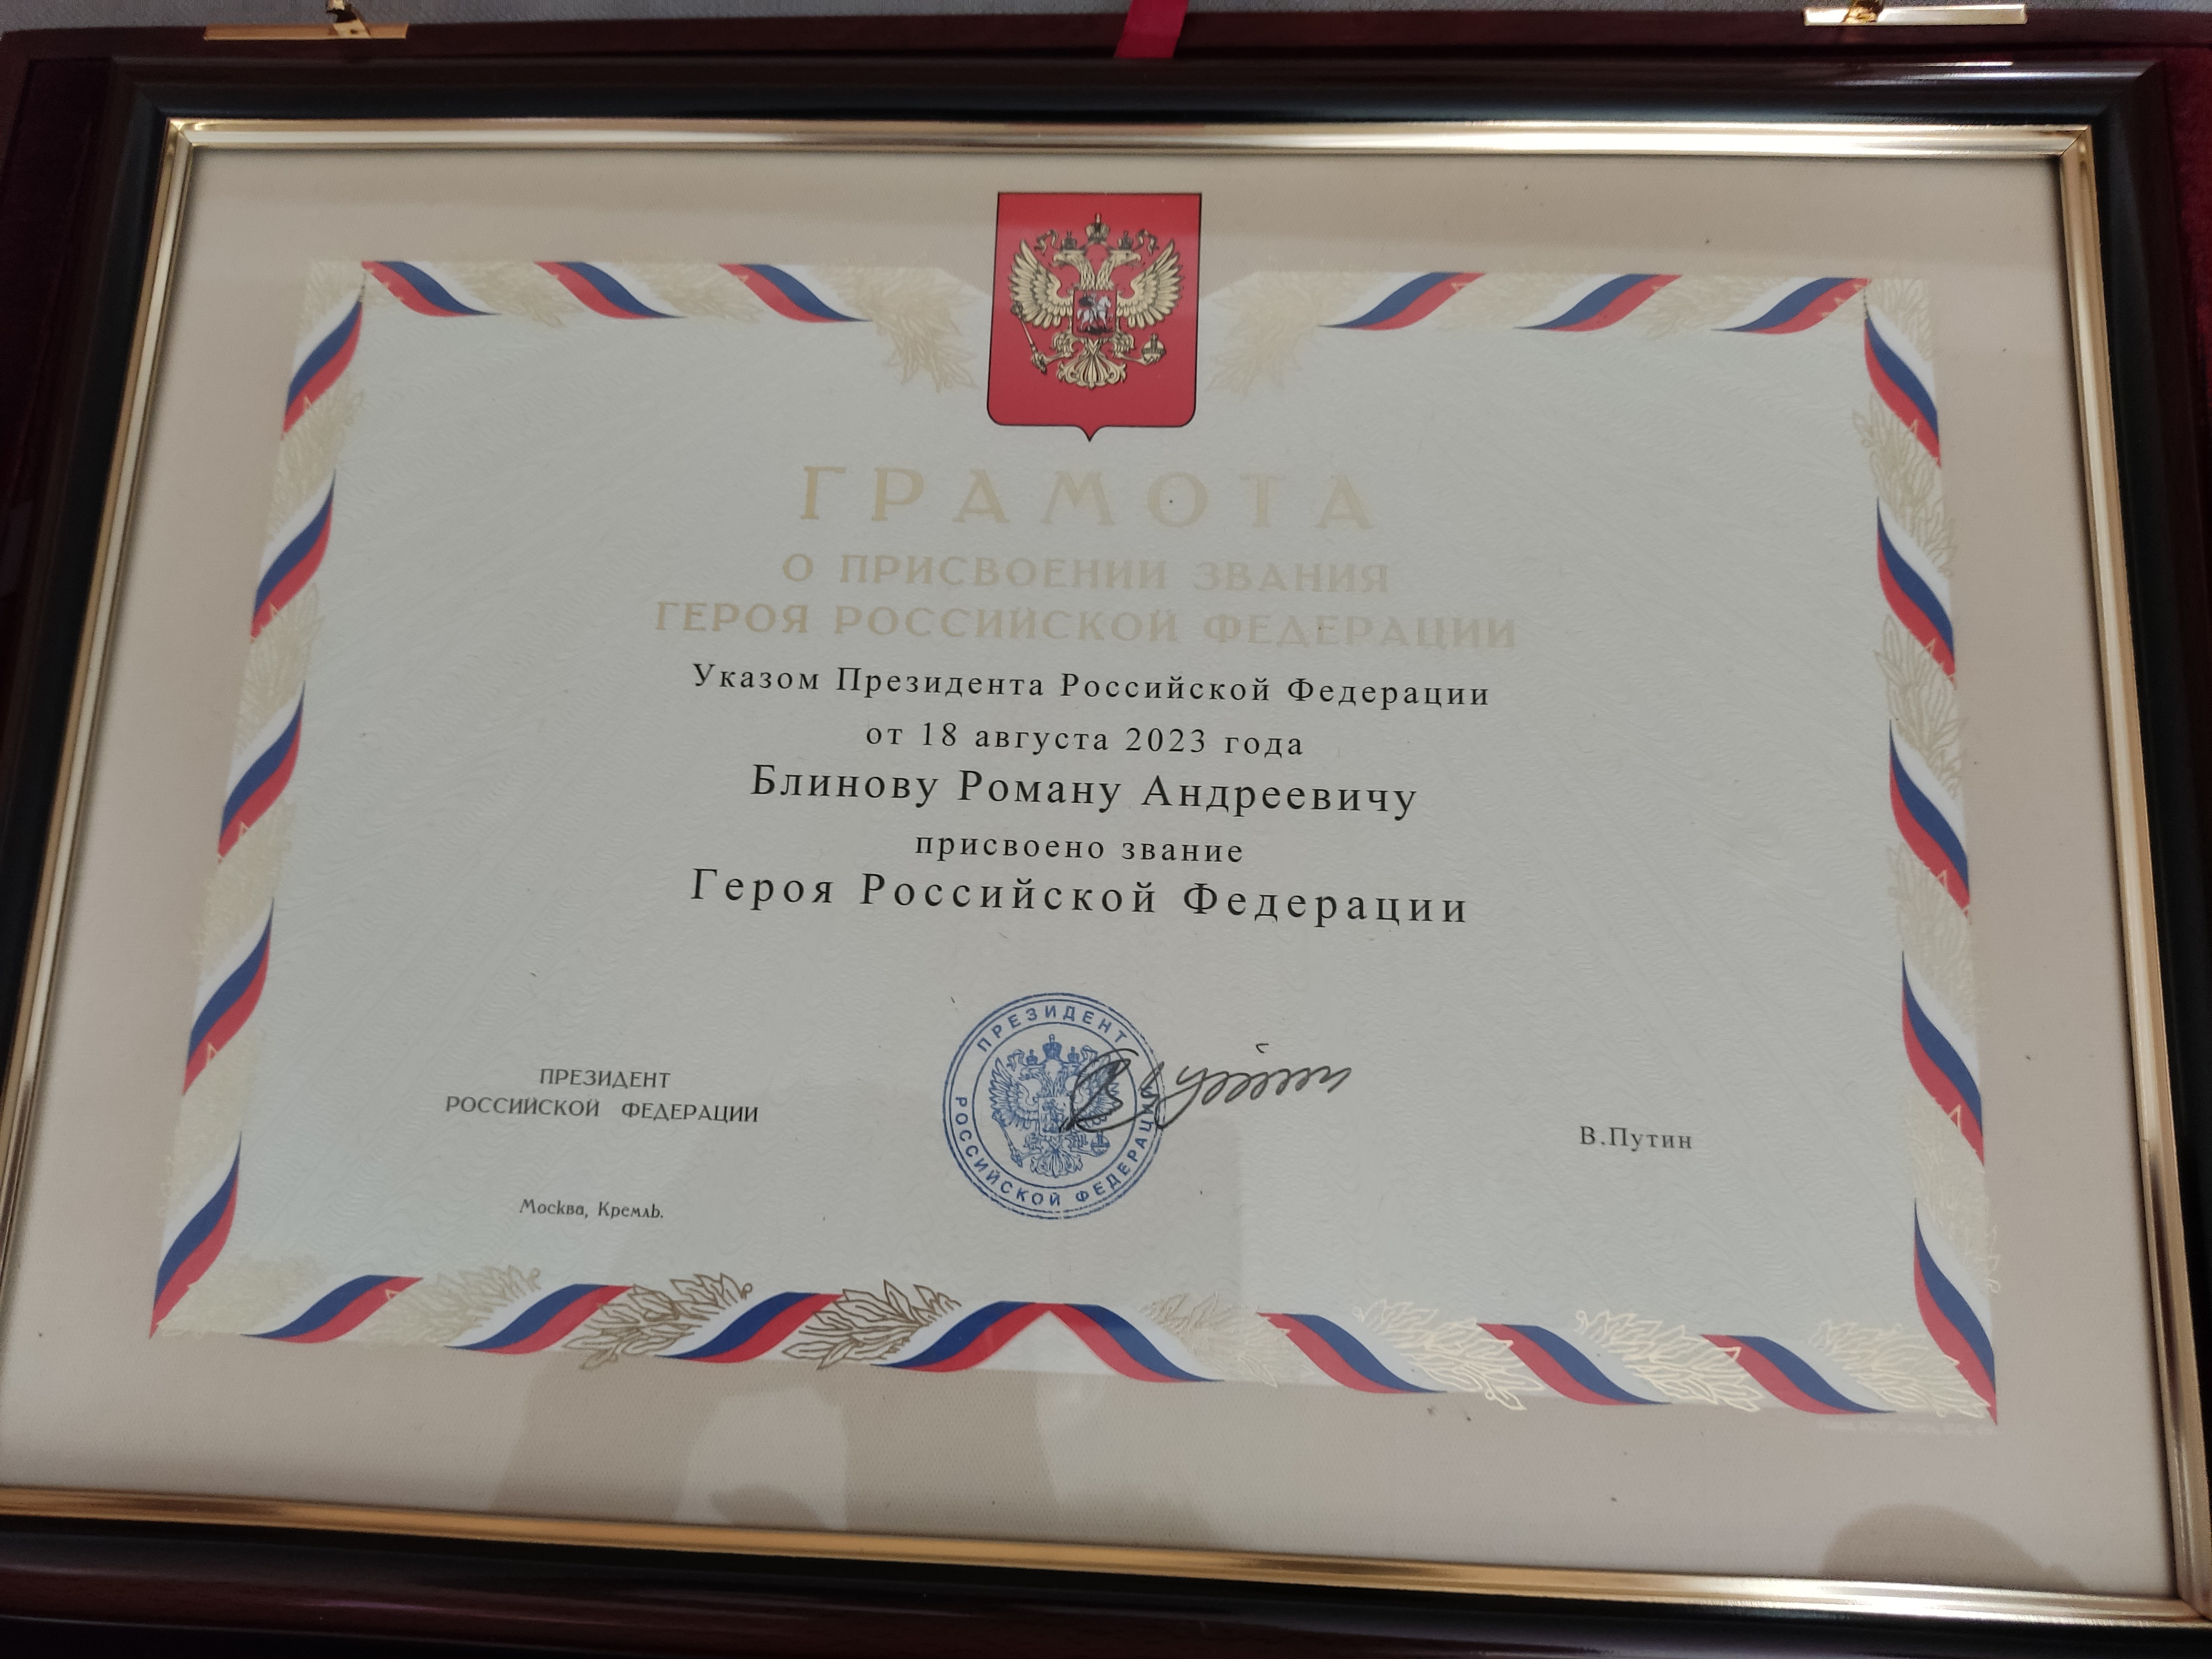 ГРАМОТА
О ПРИСВОЕНИИ ЗВАНИЯ
ГЕРОЯ РОССИЙСКОЙ ФЕДЕРАЦИИ
Указом Президента Российской Федерации
от 18 августа 2023 года
Блинову Роману Андреевичу
присвоено звание
Героя Российской Федерации
ПРЕЗИДЕНТ
РОССИЙСКОЙ ФЕДЕРАЦИИ
ПРЕЗИДЕНТ
РОССИЙСКОЙ ФЕДЕРАЦИИ
В.Путин
Москва, Кремль.